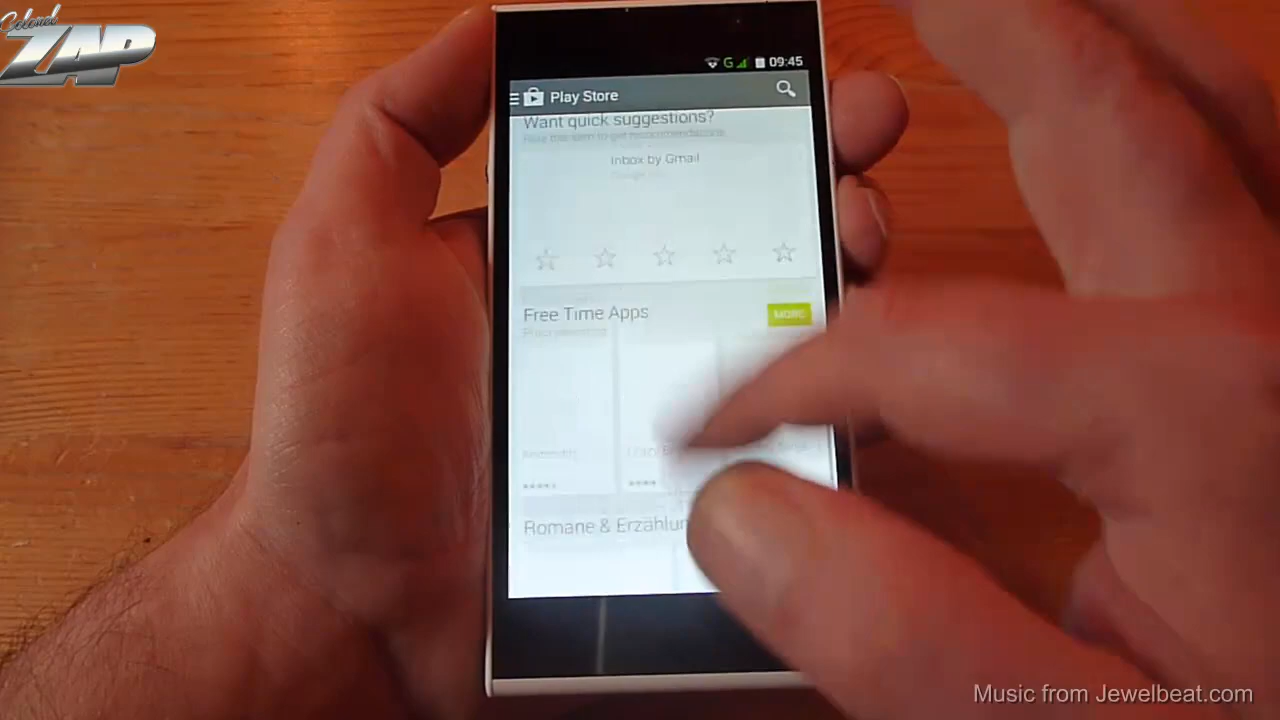 Colonel
ZAP
G
09:45
Play Store
Want quick suggestions?
Inbox by Gmail
Free Time Apps
MORE
Romane & Erzählun
Music from Jewelbeat.com